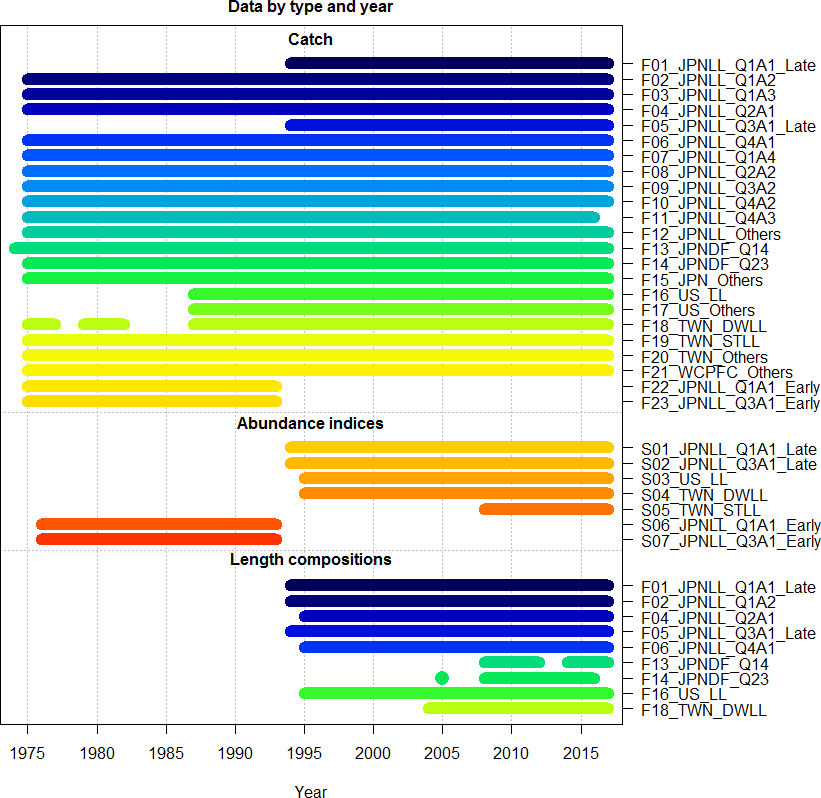 Data by type and year
Catch
F01_JPNLL_Q1A1_Late
F02_JPNLL_Q1A2
F03_JPNLL_Q1A3
F04_JPNLL_Q2A1
F05_JPNLL_Q3A1_Late
F06_JPNLL_Q4A1
F07_JPNLL_Q1A4
F08_JPNLL_Q2A2
F09_JPNLL_Q3A2
F10_JPNLL_Q4A2
F11_JPNLL_Q4A3
F12_JPNLL_Others
F13_JPNDF_Q14
F14_JPNDF_Q23
F15_JPN_Others
F16_US_LL
F17_US_Others
F18_TWN_DWLL
F19_TWN_STLL
F20_TWN_Others
F21_WCPFC_Others
F22_JPNLL_Q1A1_Early
F23_JPNLL_Q3A1_Early
Abundance indices
S01_JPNLL_Q1A1_Late
S02_JPNLL_Q3A1_Late
S03_US_LL
S04_TWN_DWLL
S05_TWN_STLL
S06_JPNLL_Q1A1_Early
S07_JPNLL_Q3A1_Early
Length compositions
F01_JPNLL_Q1A1_Late
F02_JPNLL_Q1A2
F04_JPNLL_Q2A1
F05_JPNLL_Q3A1_Late
F06_JPNLL_Q4A1
F13_JPNDF_Q14
F14_JPNDF_Q23
F16_US_LL
F18_TWN_DWLL
1975 1980 1985 1990 1995 2000 2005 2010 2015
Year